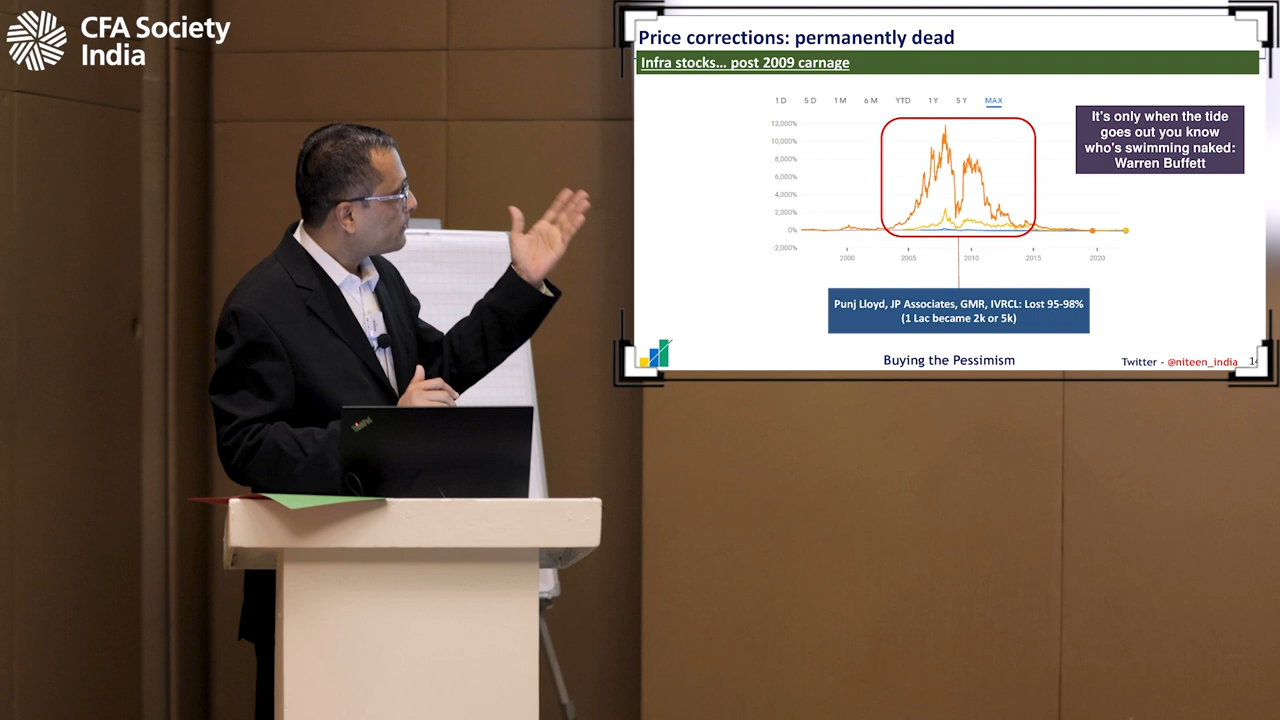 CFA Society
India
Price corrections: permanently dead
Infra stocks... post 2009 carnage
1 D 5 D 1 M 6 M YTD 1 Y 5 Y MAX
12,000%
10,000%
8,000%
6,000%
4,000%
2,000%
0%
-2,000%
2000 2005 2010 2015 2020
It's only when the tide
goes out you know
who's swimming naked:
Warren Buffett
Punj Lloyd, JP Associates, GMR, IVRCL: Lost 95-98%
(1 Lac became 2k or 5k)
Buying the Pessimism
Twitter - @niteen_india
ThinkPad